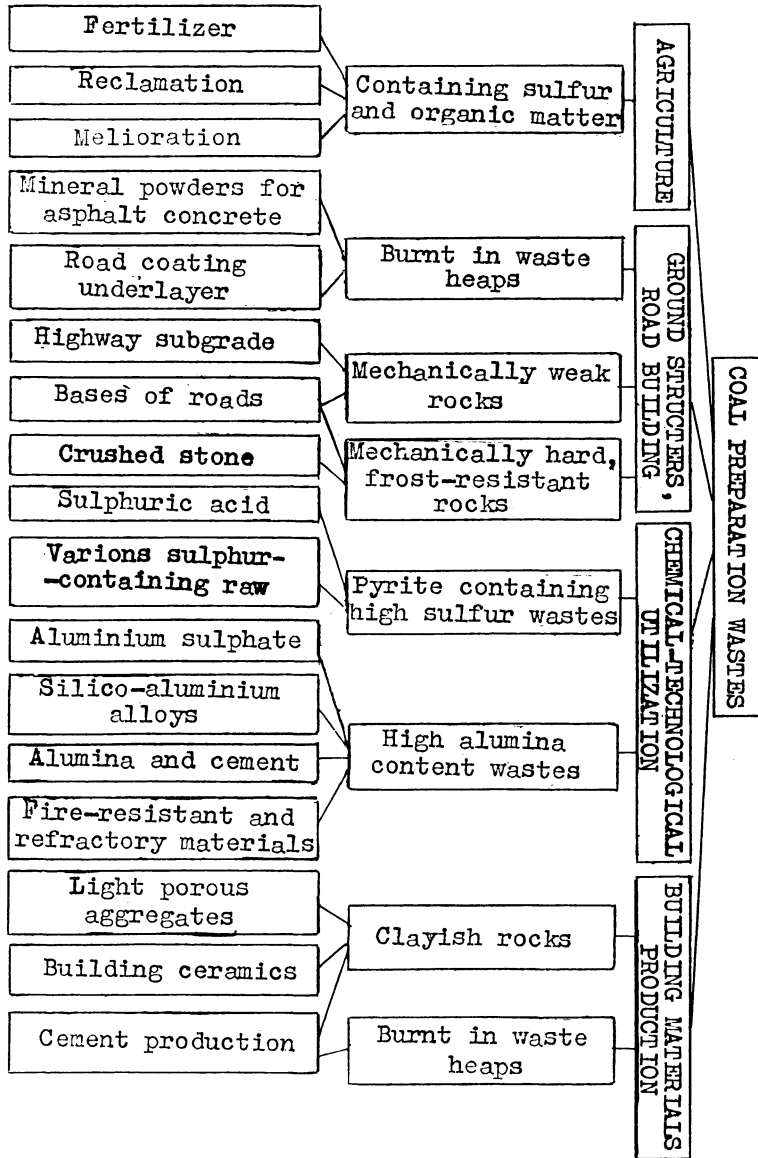 Fertilizer
Reclamation
Melioration
Mineral powders for
asphalt concrete
Road coating
underlayer
Highway subgrade
Bases of roads
Crushed stone
Sulphuric acid
Varions sulphur-
-containing raw
Aluminium sulphate
Silico-aluminium
alloys
Alumina and cement
Fire-resistant and
refractory materials
Light porous
aggregates
Building ceramics
Cement production
Containing sulfur
and organic matter
Burnt in waste
heaps
Mechanically weak
rocks
Mechanically hard,
frost-resistant
rocks
Pyrite containing
high sulfur wastes
High alumina
content wastes
Clayish rocks
Burnt in waste
heaps
AGRICULTURE
GROUND STRUCTERS,
ROAD BUILDING
CHEMICAL-TECHNOLOGICAL
UTILIZATION
BUILDING MATERIALS
PRODUCTION
COAL PREPARATION WASTES